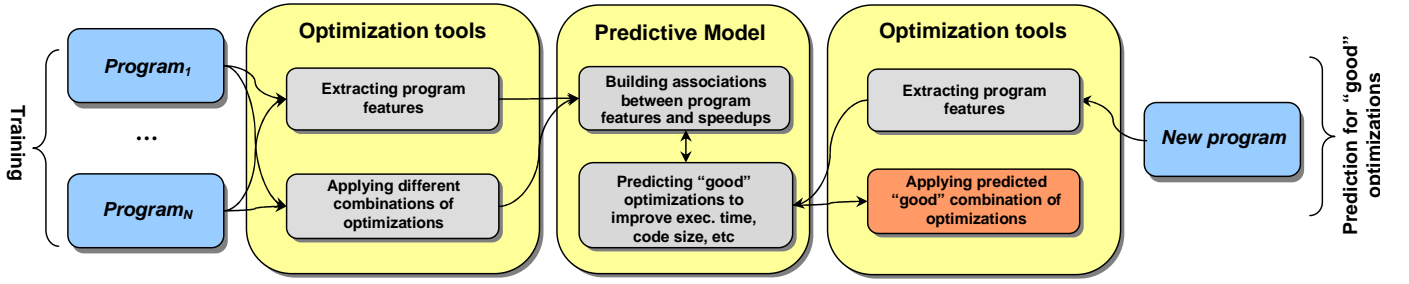 Training
Program1
...
ProgramN
Optimization tools
Extracting program
features
Applying different
combinations of
optimizations
Predictive Model
Building associations
between program
features and speedups
Predicting “good”
optimizations to
improve exec. time,
code size, etc
Optimization tools
Extracting program
features
Applying predicted
“good” combination of
optimizations
New program
Prediction for “good”
optimizations